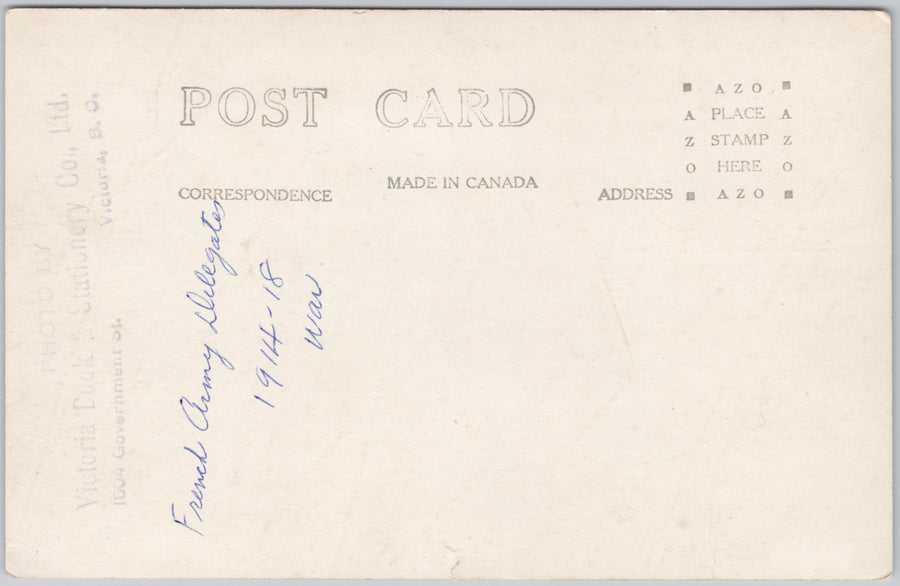 POST CARD
CORRESPONDENCE
MADE IN CANADA
ADDRESS
AZO
A PLACE A
Z STAMP Z
O HERE O
AZO
French Army Delegates
1914-18
War
PHOTO BY
Victoria Book & Stationery Co., Ltd.
1004 Government St. Victoria, B.C.